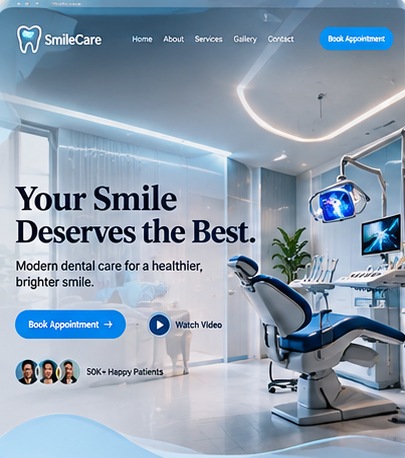 SmileCare
Home About Services Gallery Contact
Book Appointment
Your Smile
Deserves the Best.
Modern dental care for a healthier,
brighter smile.
Book Appointment →
Watch Video
50K+ Happy Patients